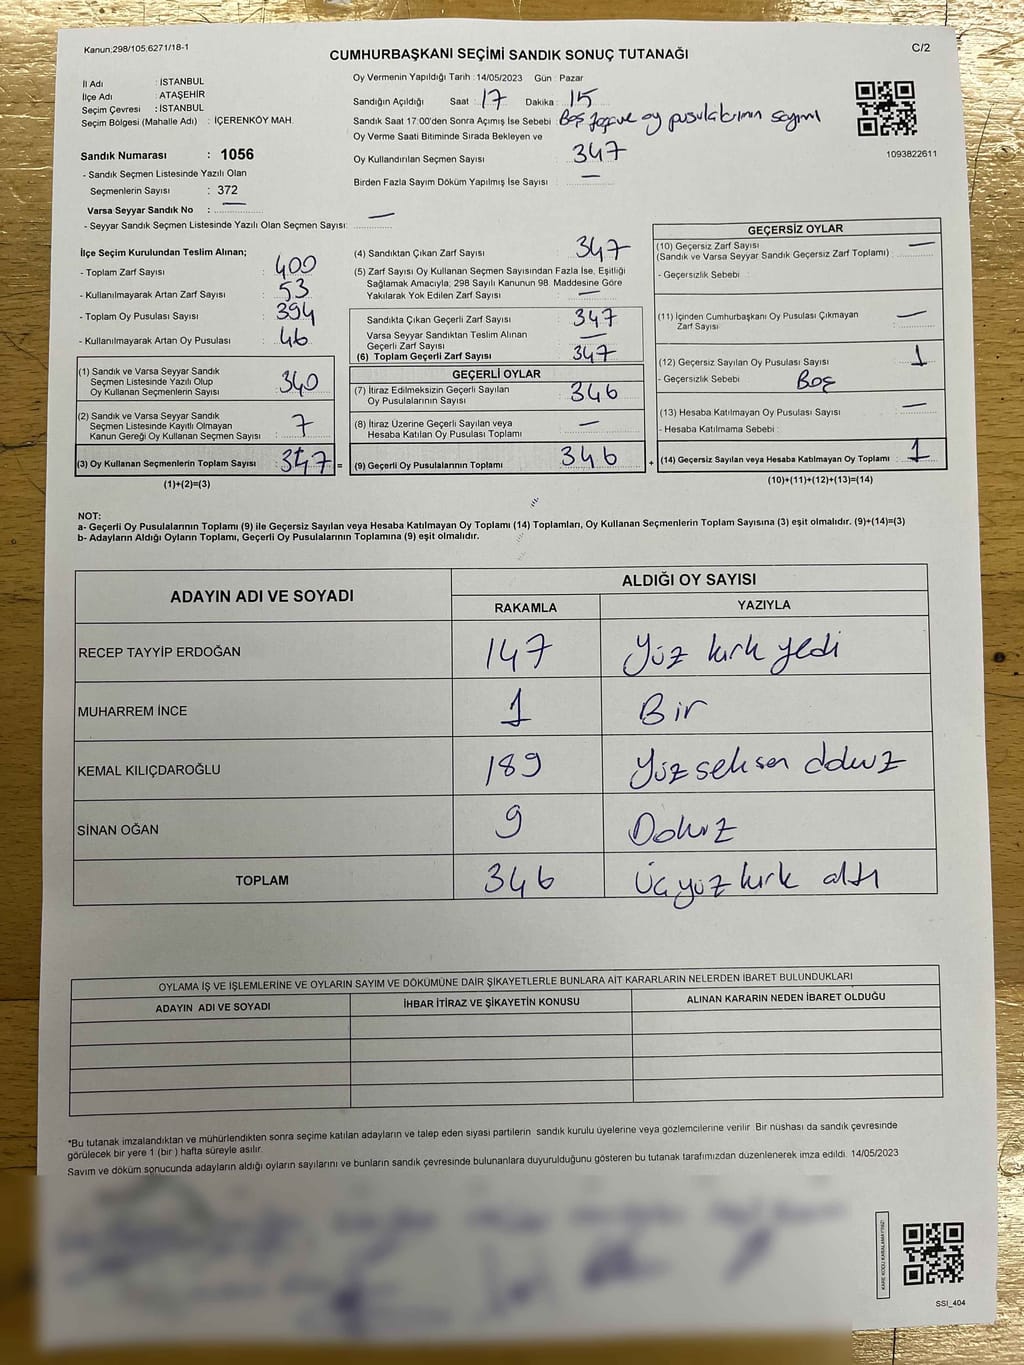 Kanun;298/105,6271/18-1
CUMHURBAŞKANI SEÇİMİ SANDIK SONUÇ TUTANAĞI
C/2
İl Adı : İSTANBUL
İlçe Adı ATAŞEHİR
Seçim Çevresi : İSTANBUL
Seçim Bölgesi (Mahalle Adı) : İÇERENKÖY MAH.
Sandık Numarası : 1056
- Sandık Seçmen Listesinde Yazılı Olan
Seçmenlerin Sayısı : 372
Varsa Seyyar Sandık No : —
- Seyyar Sandık Seçmen Listesinde Yazılı Olan Seçmen Sayısı: —
Oy Vermenin Yapıldığı Tarih : 14/05/2023 Gün : Pazar
Sandığın Açıldığı Saat : 17 Dakika : 15
Sandık Saat 17:00'den Sonra Açımış İse Sebebi : Boş ve oy pusulalarının sayımı
Oy Verme Saati Bitiminde Sırada Bekleyen ve
Oy Kullandırılan Seçmen Sayısı 347
Birden Fazla Sayım Döküm Yapılmış İse Sayısı : —
1093822611
İlçe Seçim Kurulundan Teslim Alınan;
- Toplam Zarf Sayısı : 400
- Kullanılmayarak Artan Zarf Sayısı : 53
- Toplam Oy Pusulası Sayısı : 394
- Kullanılmayarak Artan Oy Pusulası : 46
(1) Sandık ve Varsa Seyyar Sandık
Seçmen Listesinde Yazılı Olup
Oy Kullanan Seçmenlerin Sayısı : 340
(2) Sandık ve Varsa Seyyar Sandık
Seçmen Listesinde Kayıtlı Olmayan
Kanun Gereği Oy Kullanan Seçmen Sayısı : 7
(3) Oy Kullanan Seçmenlerin Toplam Sayısı : 347 =
(1)+(2)=(3)
(4) Sandıktan Çıkan Zarf Sayısı : 347
(5) Zarf Sayısı Oy Kullanan Seçmen Sayısından Fazla İse, Eşitliği
Sağlamak Amacıyla; 298 Sayılı Kanunun 98. Maddesine Göre
Yakılarak Yok Edilen Zarf Sayısı : —
Sandıkta Çıkan Geçerli Zarf Sayısı : 347
Varsa Seyyar Sandıktan Teslim Alınan
Geçerli Zarf Sayısı : —
(6) Toplam Geçerli Zarf Sayısı : 347
GEÇERLİ OYLAR
(7) İtiraz Edilmeksizin Geçerli Sayılan
Oy Pusulalarının Sayısı : 346
(8) İtiraz Üzerine Geçerli Sayılan veya
Hesaba Katılan Oy Pusulası Toplamı : —
(9) Geçerli Oy Pusulalarının Toplamı : 346 +
GEÇERSİZ OYLAR
(10) Geçersiz Zarf Sayısı
(Sandık ve Varsa Seyyar Sandık Geçersiz Zarf Toplamı) : —
- Geçersizlik Sebebi :
(11) İçinden Cumhurbaşkanı Oy Pusulası Çıkmayan
Zarf Sayısı : —
(12) Geçersiz Sayılan Oy Pusulası Sayısı : 1
- Geçersizlik Sebebi : Boş
(13) Hesaba Katılmayan Oy Pusulası Sayısı : —
- Hesaba Katılmama Sebebi :
(14) Geçersiz Sayılan veya Hesaba Katılmayan Oy Toplamı : 1
(10)+(11)+(12)+(13)=(14)
NOT:
a- Geçerli Oy Pusulalarının Toplamı (9) ile Geçersiz Sayılan veya Hesaba Katılmayan Oy Toplamı (14) Toplamları, Oy Kullanan Seçmenlerin Toplam Sayısına (3) eşit olmalıdır. (9)+(14)=(3)
b- Adayların Aldığı Oyların Toplamı, Geçerli Oy Pusulalarının Toplamına (9) eşit olmalıdır.
ADAYIN ADI VE SOYADI ALDIĞI OY SAYISI
RAKAMLA YAZIYLA
RECEP TAYYİP ERDOĞAN 147 Yüz kırk yedi
MUHARREM İNCE 1 Bir
KEMAL KILIÇDAROĞLU 189 Yüz seksen dokuz
SİNAN OĞAN 9 Dokuz
TOPLAM 346 Üçyüz kırk altı
OYLAMA İŞ VE İŞLEMLERİNE VE OYLARIN SAYIM VE DÖKÜMÜNE DAİR ŞİKAYETLERLE BUNLARA AİT KARARLARIN NELERDEN İBARET BULUNDUKLARI
ADAYIN ADI VE SOYADI İHBAR İTİRAZ VE ŞİKAYETİN KONUSU ALINAN KARARIN NEDEN İBARET OLDUĞU
*Bu tutanak imzalandıktan ve mühürlendikten sonra seçime katılan adayların ve talep eden siyasi partilerin sandık kurulu üyelerine veya gözlemcilerine verilir. Bir nüshası da sandık çevresinde
görülecek bir yere 1 (bir ) hafta süreyle asılır.
Sayım ve döküm sonucunda adayların aldığı oyların sayılarını ve bunların sandık çevresinde bulunanlara duyurulduğunu gösteren bu tutanak tarafımızdan düzenlenerek imza edildi. 14/05/2023
KARE KODU KARALAMAYINIZ!
SSI_404